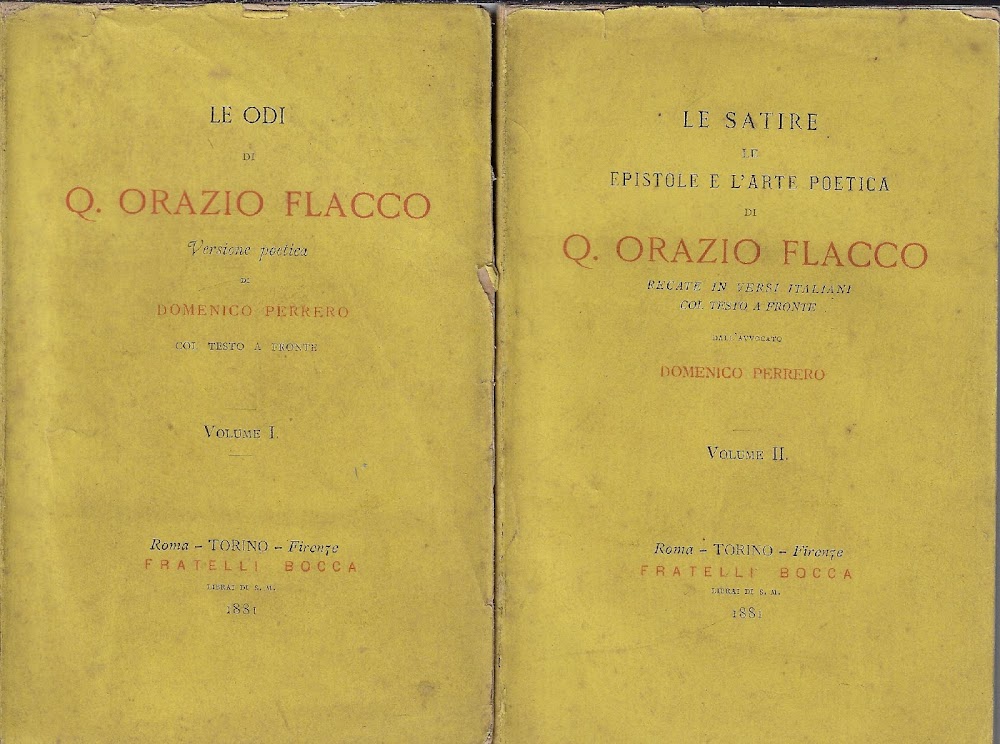 LE ODI
DI
Q. ORAZIO FLACCO
Versione poetica
DI
DOMENICO PERRERO
COL TESTO A FRONTE
VOLUME I.
Roma – TORINO – Firenze
FRATELLI BOCCA
LIBRAI DI S. M.
1881
LE SATIRE
LE
EPISTOLE E L'ARTE POETICA
DI
Q. ORAZIO FLACCO
RECATE IN VERSI ITALIANI
COL TESTO A FRONTE
DALL'AVVOCATO
DOMENICO PERRERO
VOLUME II.
Roma – TORINO – Firenze
FRATELLI BOCCA
LIBRAI DI S. M.
1881